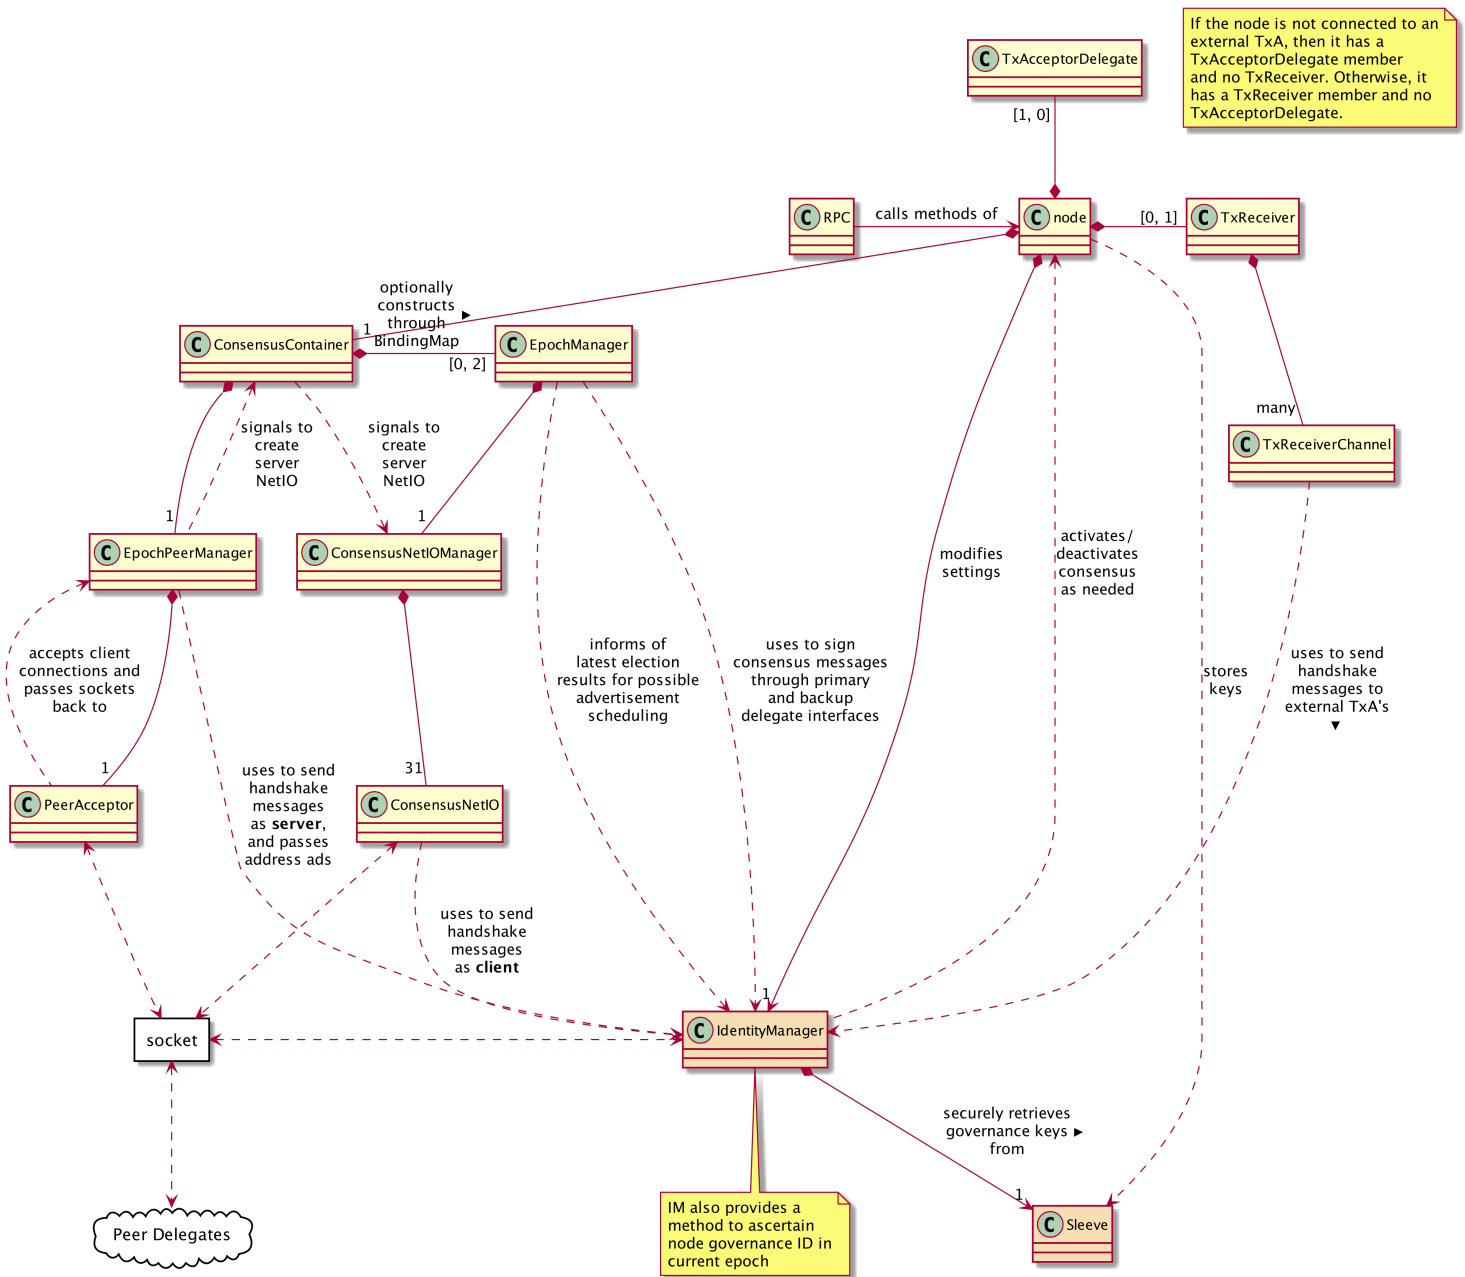 If the node is not connected to an
external TxA, then it has a
TxAcceptorDelegate member
and no TxReceiver. Otherwise, it
has a TxReceiver member and no
TxAcceptorDelegate.
C TxAcceptorDelegate
[1, 0]
C RPC
calls methods of
C node
[0, 1]
C TxReceiver
optionally
constructs
through
BindingMap
1
C ConsensusContainer
[0, 2]
C EpochManager
many
C TxReceiverChannel
signals to
create
server
NetIO
signals to
create
server
NetIO
1
1
C EpochPeerManager
C ConsensusNetIOManager
modifies
settings
activates/
deactivates
consensus
as needed
accepts client
connections and
passes sockets
back to
informs of
latest election
results for possible
advertisement
scheduling
uses to sign
consensus messages
through primary
and backup
delegate interfaces
stores
keys
uses to send
handshake
messages to
external TxA's
1
31
C PeerAcceptor
uses to send
handshake
messages
as server,
and passes
address ads
C ConsensusNetIO
uses to send
handshake
messages
as client
1
socket
C IdentityManager
securely retrieves
governance keys
from
1
Peer Delegates
IM also provides a
method to ascertain
node governance ID in
current epoch
C Sleeve